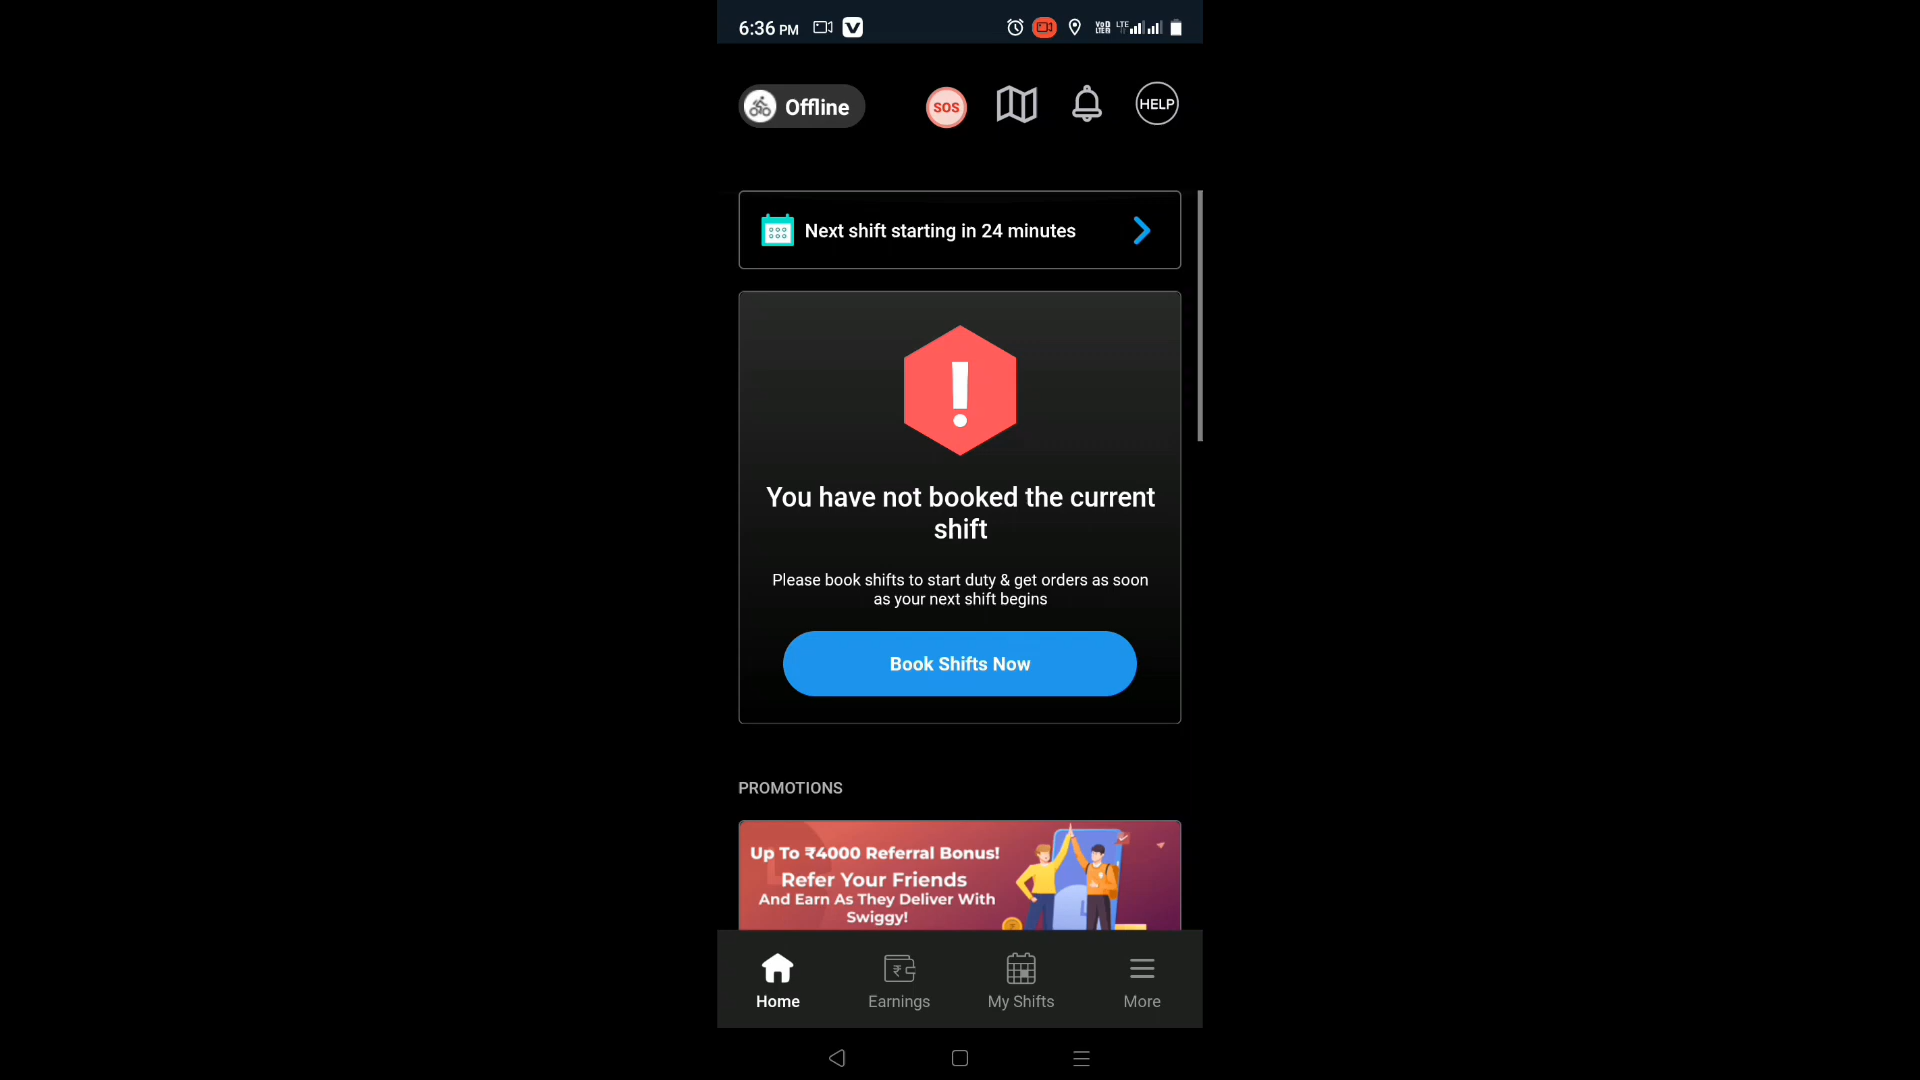 6:36 PM
Offline
SOS
HELP
Next shift starting in 24 minutes
You have not booked the current
shift
Please book shifts to start duty & get orders as soon
as your next shift begins
Book Shifts Now
PROMOTIONS
Up To ₹4000 Referral Bonus!
Refer Your Friends
And Earn As They Deliver With
Swiggy!
Home
Earnings
My Shifts
More